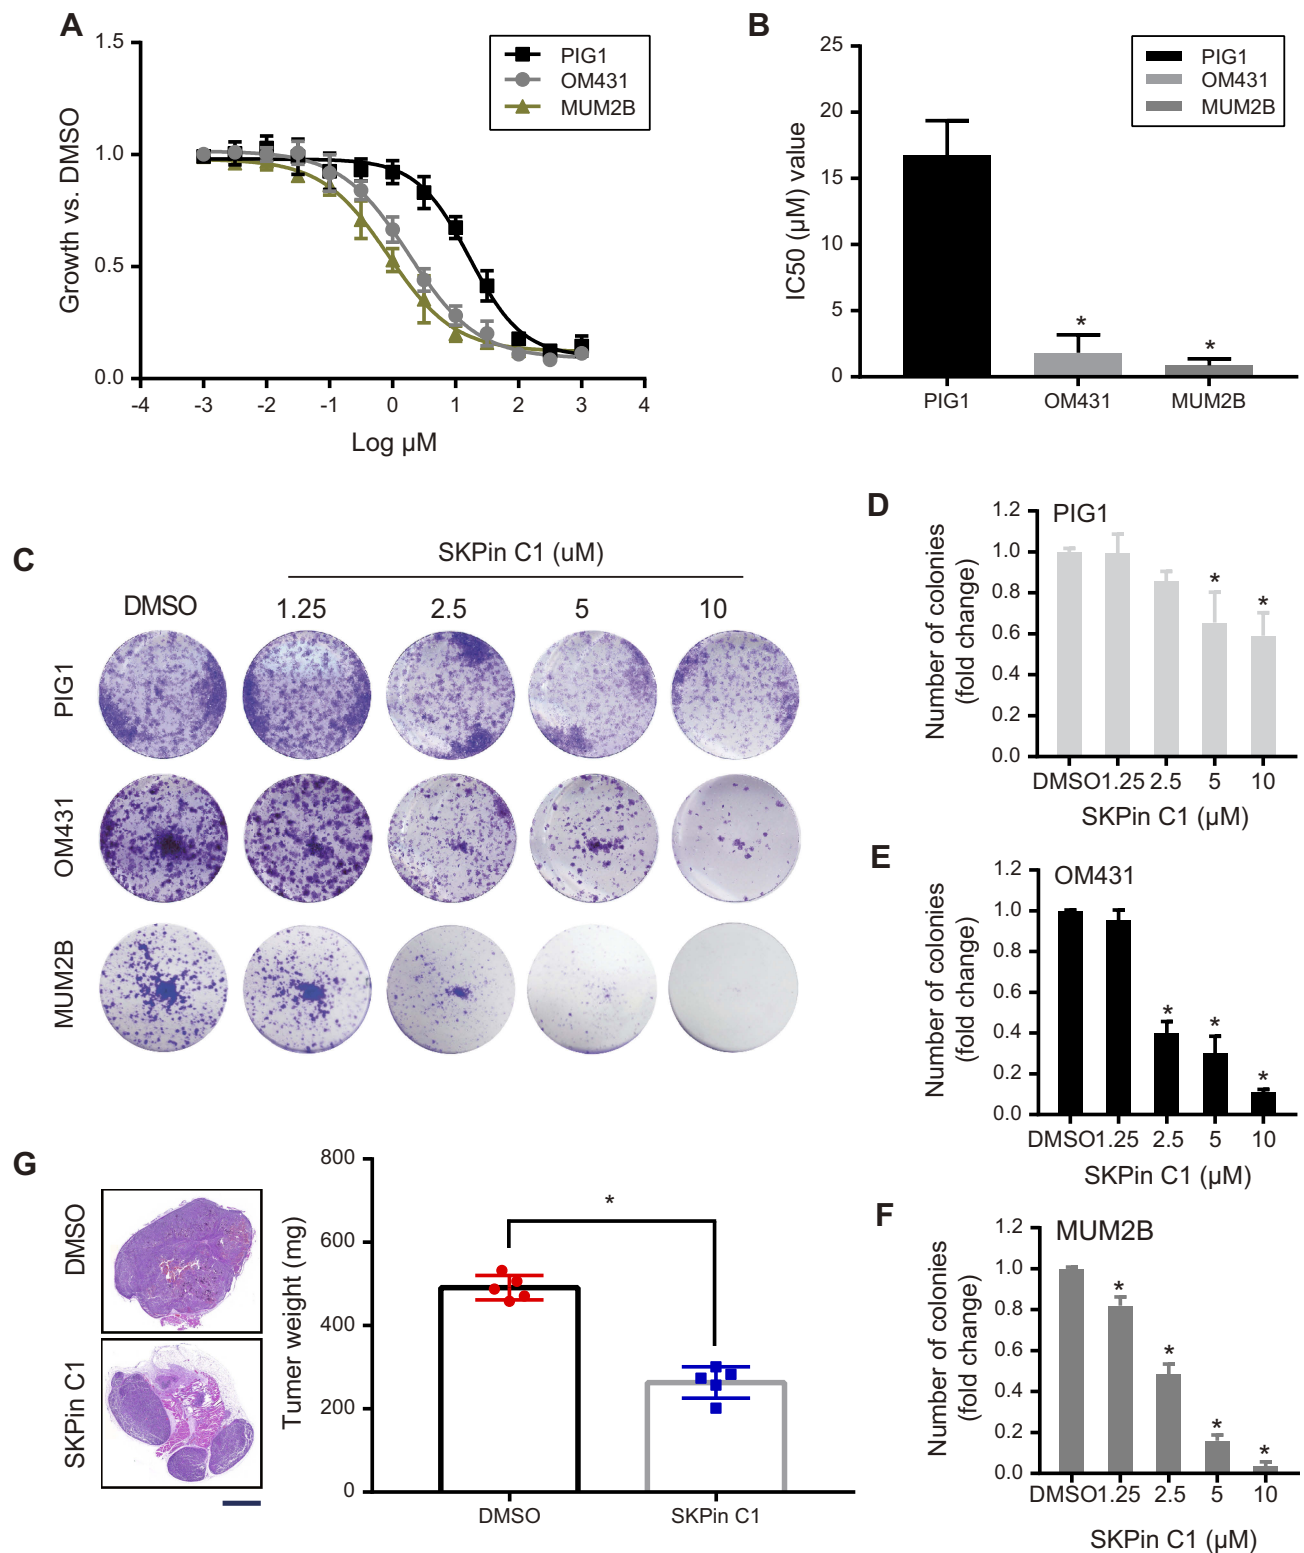 A
1.5
1.0
0.5
0.0
Growth vs. DMSO
-4
-3
-2
-1
0
1
2
3
4
Log µM
PIG1
OM431
MUM2B
B
25
20
15
10
5
0
IC50 (µM) value
PIG1
OM431
MUM2B
*
*
PIG1
OM431
MUM2B
C
SKPin C1 (uM)
DMSO
1.25
2.5
5
10
PIG1
OM431
MUM2B
D
PIG1
1.2
1.0
0.8
0.6
0.4
0.2
0.0
Number of colonies
(fold change)
*
*
DMSO
1.25
2.5
5
10
SKPin C1 (µM)
E
OM431
1.2
1.0
0.8
0.6
0.4
0.2
0.0
Number of colonies
(fold change)
*
*
*
DMSO
1.25
2.5
5
10
SKPin C1 (µM)
F
MUM2B
1.2
1.0
0.8
0.6
0.4
0.2
0.0
Number of colonies
(fold change)
*
*
*
*
DMSO
1.25
2.5
5
10
SKPin C1 (µM)
G
DMSO
SKPin C1
800
600
400
200
0
Tumer weight (mg)
*
DMSO
SKPin C1